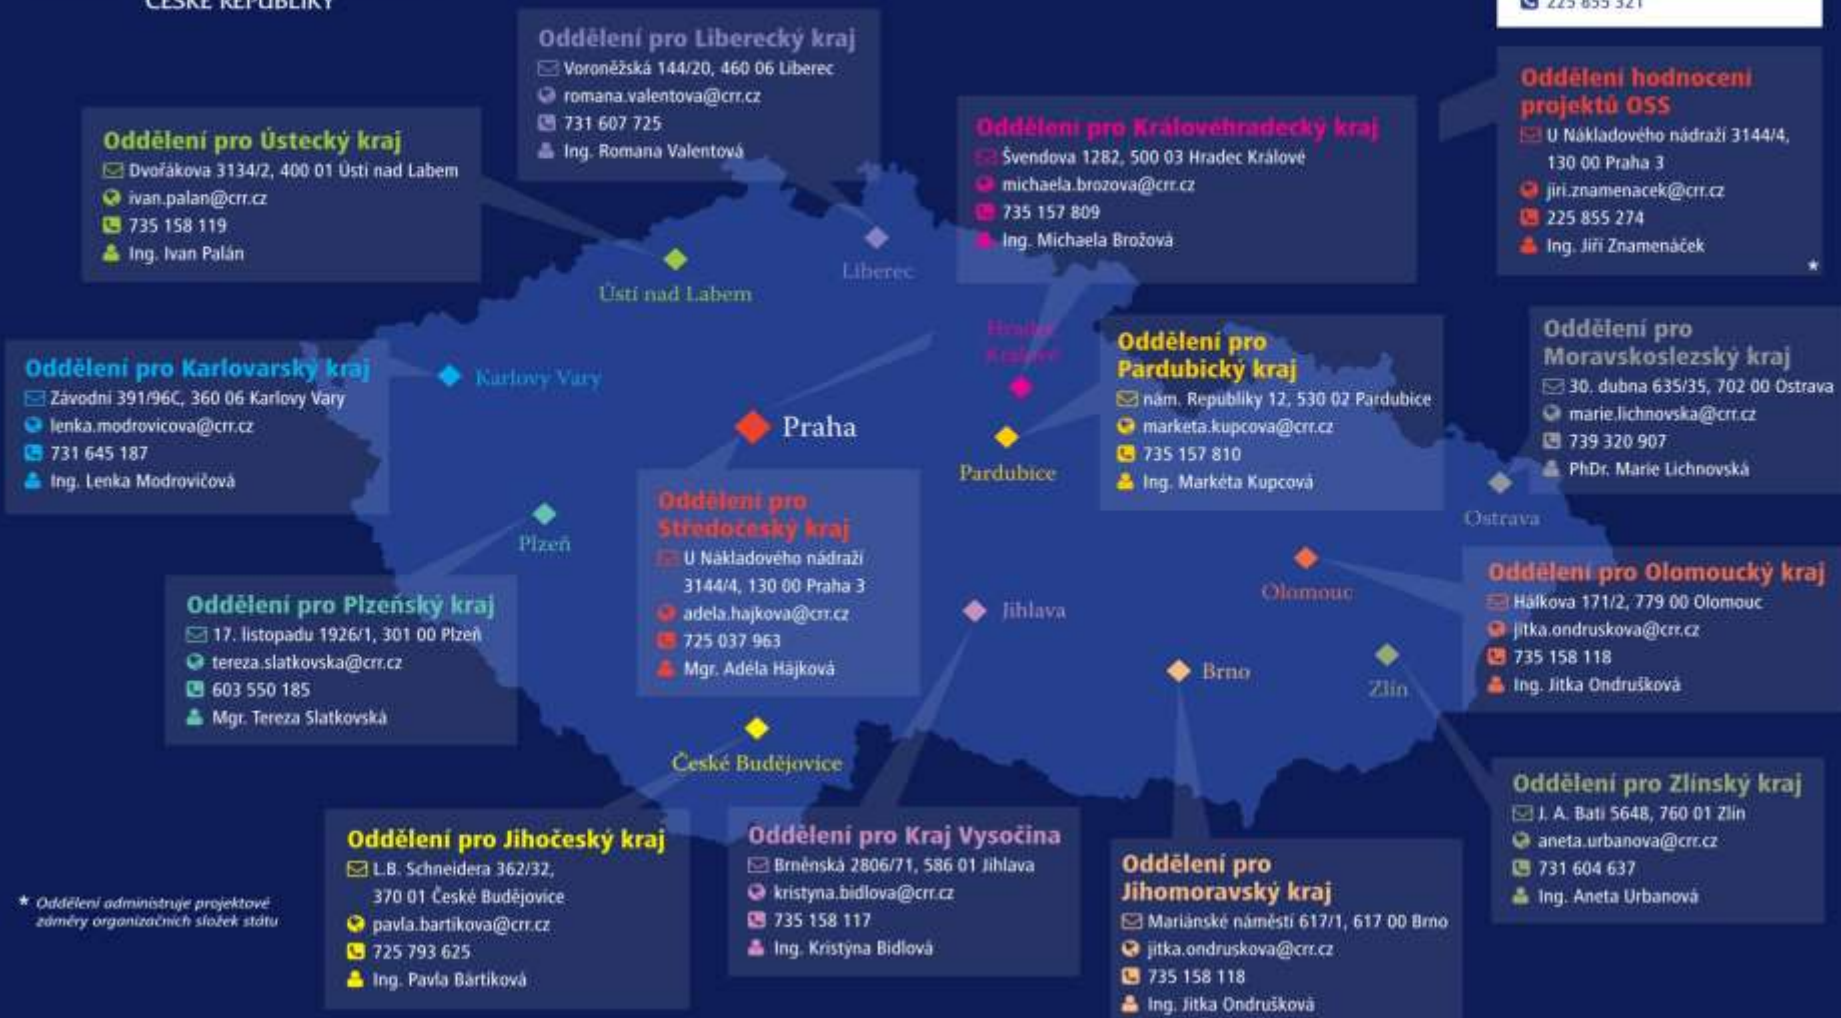 ČESKÉ REPUBLIKY
225 855 321
Oddělení pro Liberecký kraj
Voroněžská 144/20, 460 06 Liberec
romana.valentova@crr.cz
731 607 725
Ing. Romana Valentová
Oddělení hodnocení
projektů OSS
U Nákladového nádraží 3144/4,
130 00 Praha 3
jiri.znamenacek@crr.cz
225 855 274
Ing. Jiří Znamenáček
*
Oddělení pro Ústecký kraj
Dvořákova 3134/2, 400 01 Ústí nad Labem
ivan.palan@crr.cz
735 158 119
Ing. Ivan Palán
Oddělení pro Královéhradecký kraj
Švendova 1282, 500 03 Hradec Králové
michaela.brozova@crr.cz
735 157 809
Ing. Michaela Brožová
Liberec
Ústí nad Labem
Hradec
Králové
Oddělení pro
Pardubický kraj
nám. Republiky 12, 530 02 Pardubice
marketa.kupcova@crr.cz
735 157 810
Ing. Markéta Kupcová
Oddělení pro
Moravskoslezský kraj
30. dubna 635/35, 702 00 Ostrava
marie.lichnovska@crr.cz
739 320 907
PhDr. Marie Lichnovská
Oddělení pro Karlovarský kraj
Závodní 391/96C, 360 06 Karlovy Vary
lenka.modrovicova@crr.cz
731 645 187
Ing. Lenka Modrovičová
Karlovy Vary
Praha
Pardubice
Ostrava
Plzeň
Oddělení pro
Středočeský kraj
U Nákladového nádraží
3144/4, 130 00 Praha 3
adela.hajkova@crr.cz
725 037 963
Mgr. Adéla Hájková
Olomouc
Oddělení pro Olomoucký kraj
Hálkova 171/2, 779 00 Olomouc
jitka.ondruskova@crr.cz
735 158 118
Ing. Jitka Ondrušková
Oddělení pro Plzeňský kraj
17. listopadu 1926/1, 301 00 Plzeň
tereza.slatkovska@crr.cz
603 550 185
Mgr. Tereza Slatkovská
Jihlava
Brno
Zlín
České Budějovice
Oddělení pro Zlínský kraj
J. A. Bati 5648, 760 01 Zlín
aneta.urbanova@crr.cz
731 604 637
Ing. Aneta Urbanová
Oddělení pro Jihočeský kraj
L.B. Schneidera 362/32,
370 01 České Budějovice
pavla.bartikova@crr.cz
725 793 625
Ing. Pavla Bártíková
Oddělení pro Kraj Vysočina
Brněnská 2806/71, 586 01 Jihlava
kristyna.bidlova@crr.cz
735 158 117
Ing. Kristýna Bidlová
Oddělení pro
Jihomoravský kraj
Mariánské náměstí 617/1, 617 00 Brno
jitka.ondruskova@crr.cz
735 158 118
Ing. Jitka Ondrušková
* Oddělení administruje projektové
záměry organizačních složek státu